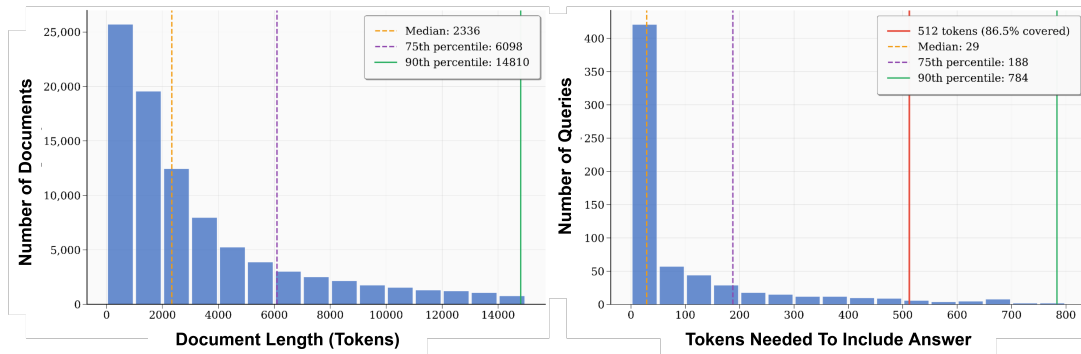 Number of Documents
25,000
20,000
15,000
10,000
5,000
0
0 2000 4000 6000 8000 10000 12000 14000
Document Length (Tokens)
Median: 2336
75th percentile: 6098
90th percentile: 14810
Number of Queries
400
350
300
250
200
150
100
50
0
0 100 200 300 400 500 600 700 800
Tokens Needed To Include Answer
512 tokens (86.5% covered)
Median: 29
75th percentile: 188
90th percentile: 784